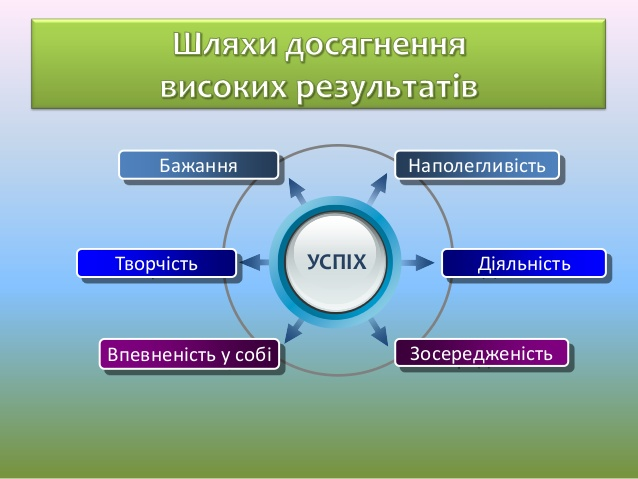 Шляхи досягнення
високих результатів
Бажання
Наполегливість
Творчість
УСПІХ
Діяльність
Впевненість у собі
Зосередженість